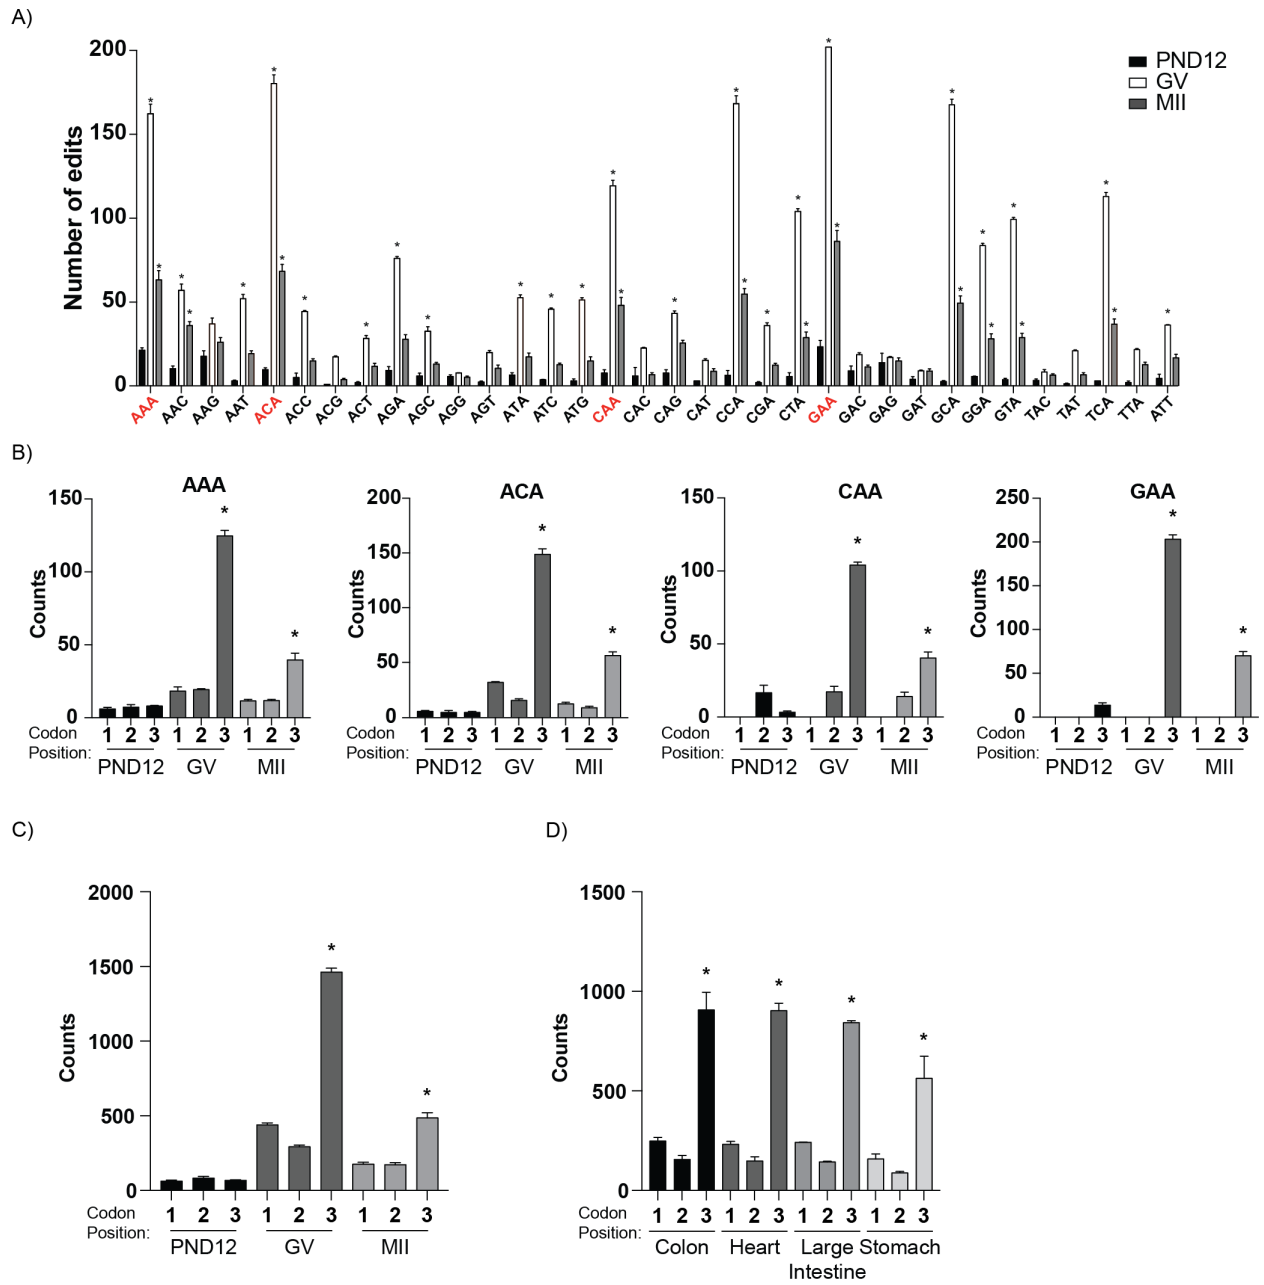 A)
200
150
100
50
0
Number of edits
PND12
GV
MII
* * * * * * * * * * * * * * * * * * * * * * * * * * * * * * * *
AAA AAC AAG AAT ACA ACC ACG ACT AGA AGC AGG AGT ATA ATC ATG CAA CAC CAG CAT CCA CGA CTA GAA GAC GAG GAT GCA GGA GTA TAC TAT TCA TTA ATT
B)
AAA
150
100
50
0
Counts
* *
Codon 1 2 3 1 2 3 1 2 3
Position:
PND12 GV MII
ACA
200
150
100
50
0
Counts
* *
Codon 1 2 3 1 2 3 1 2 3
Position:
PND12 GV MII
CAA
150
100
50
0
Counts
* *
Codon 1 2 3 1 2 3 1 2 3
Position:
PND12 GV MII
GAA
250
200
150
100
50
0
Counts
* *
Codon 1 2 3 1 2 3 1 2 3
Position:
PND12 GV MII
C)
2000
1500
1000
500
0
Counts
* *
Codon 1 2 3 1 2 3 1 2 3
Position:
PND12 GV MII
D)
1500
1000
500
0
Counts
* * * *
Codon 1 2 3 1 2 3 1 2 3 1 2 3
Position:
Colon Heart Large Stomach
Intestine